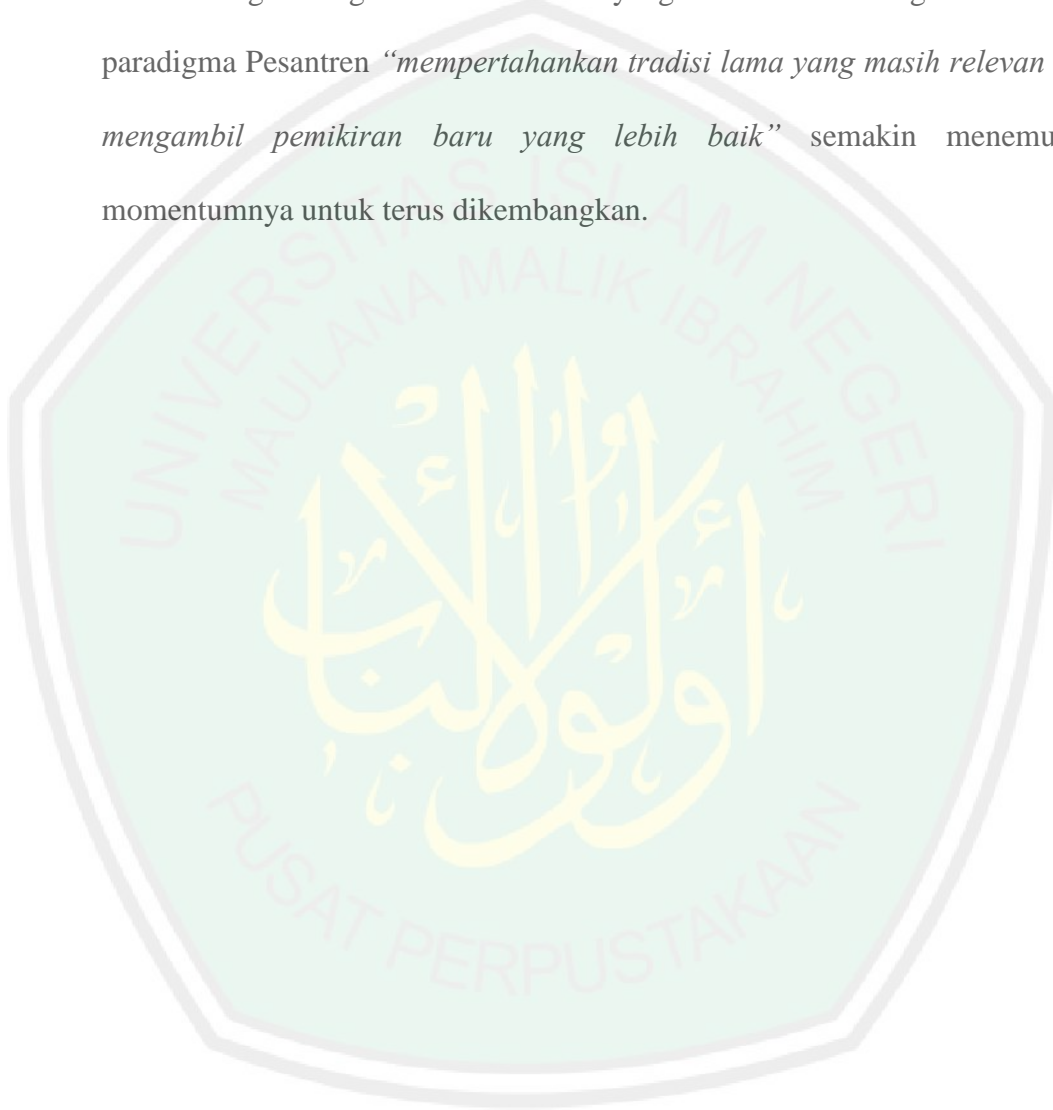 paradigma Pesantren “mempertahankan tradisi lama yang masih relevan
mengambil pemikiran baru yang lebih baik” semakin menemu
momentumnya untuk terus dikembangkan.
UNIVERSITAS ISLAM NEGERI
MAULANA MALIK IBRAHIM
أولو الألباب
PUSAT PERPUSTAKAAN